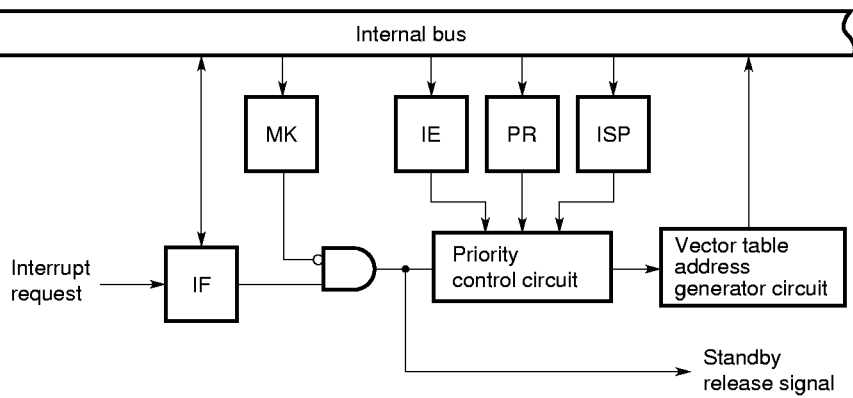 Internal bus
MK
IE
PR
ISP
Interrupt
request
IF
Priority
control circuit
Vector table
address
generator circuit
Standby
release signal